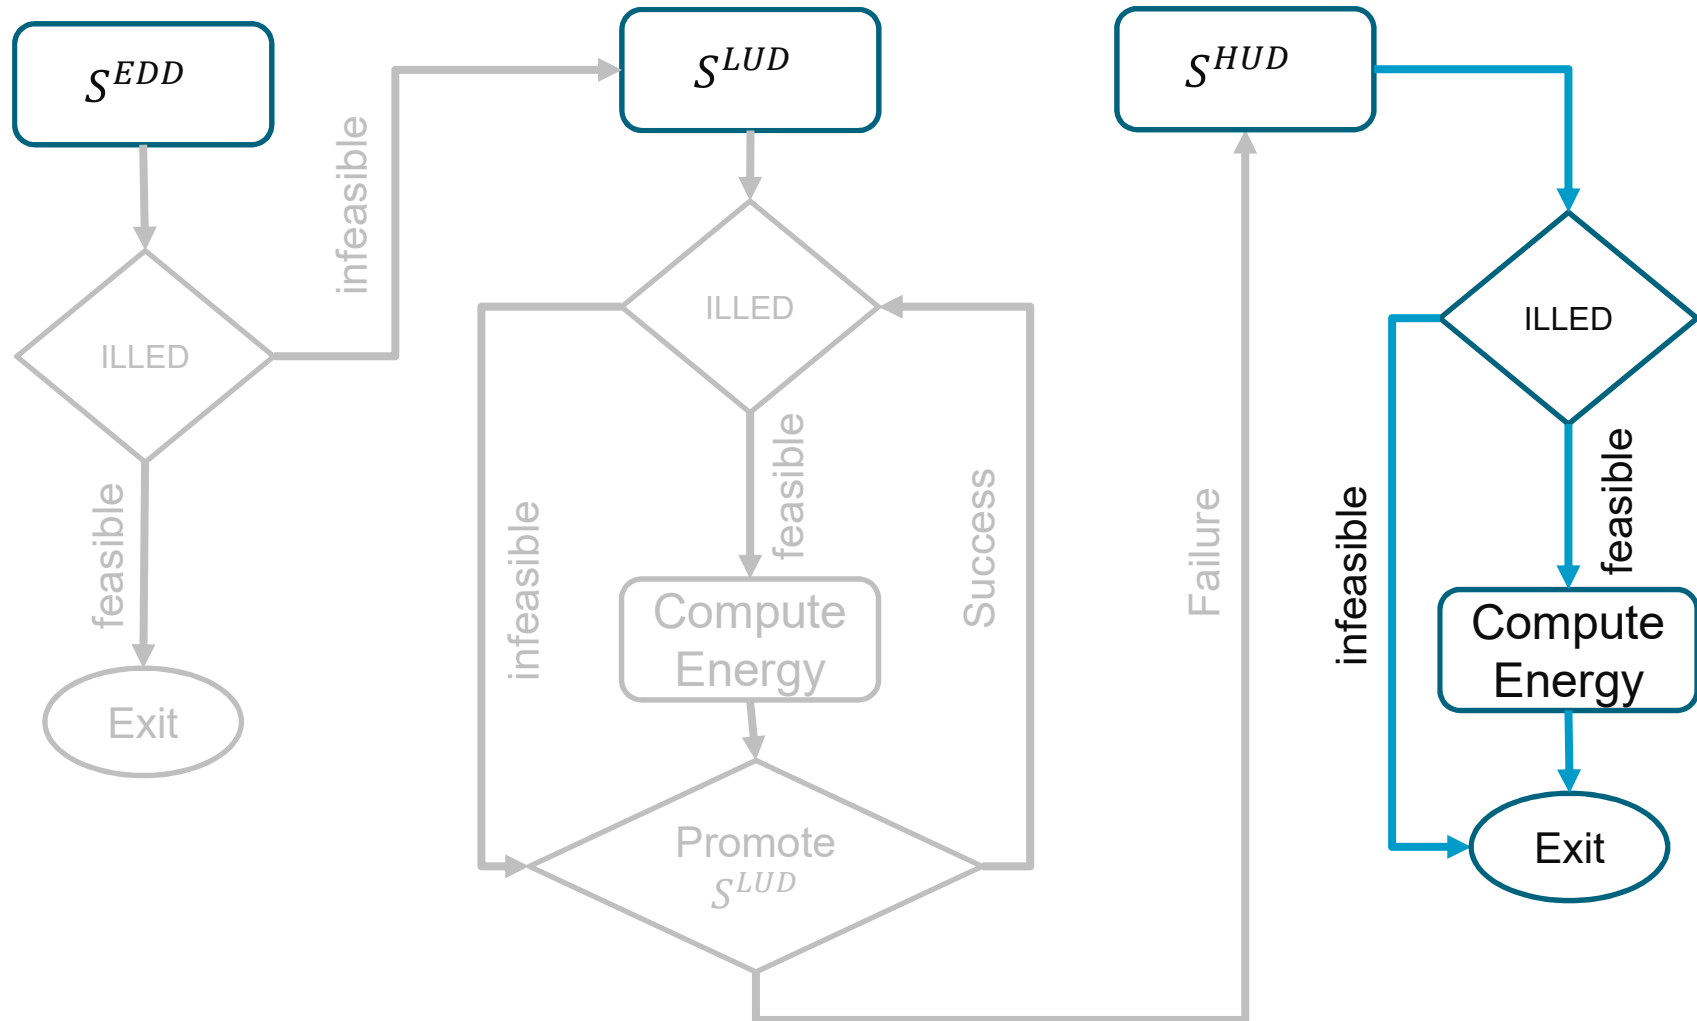 S^EDD
infeasible
ILLED
feasible
Exit
S^LUD
ILLED
infeasible
feasible
Success
Compute
Energy
Promote
S^LUD
Failure
S^HUD
ILLED
infeasible
feasible
Compute
Energy
Exit